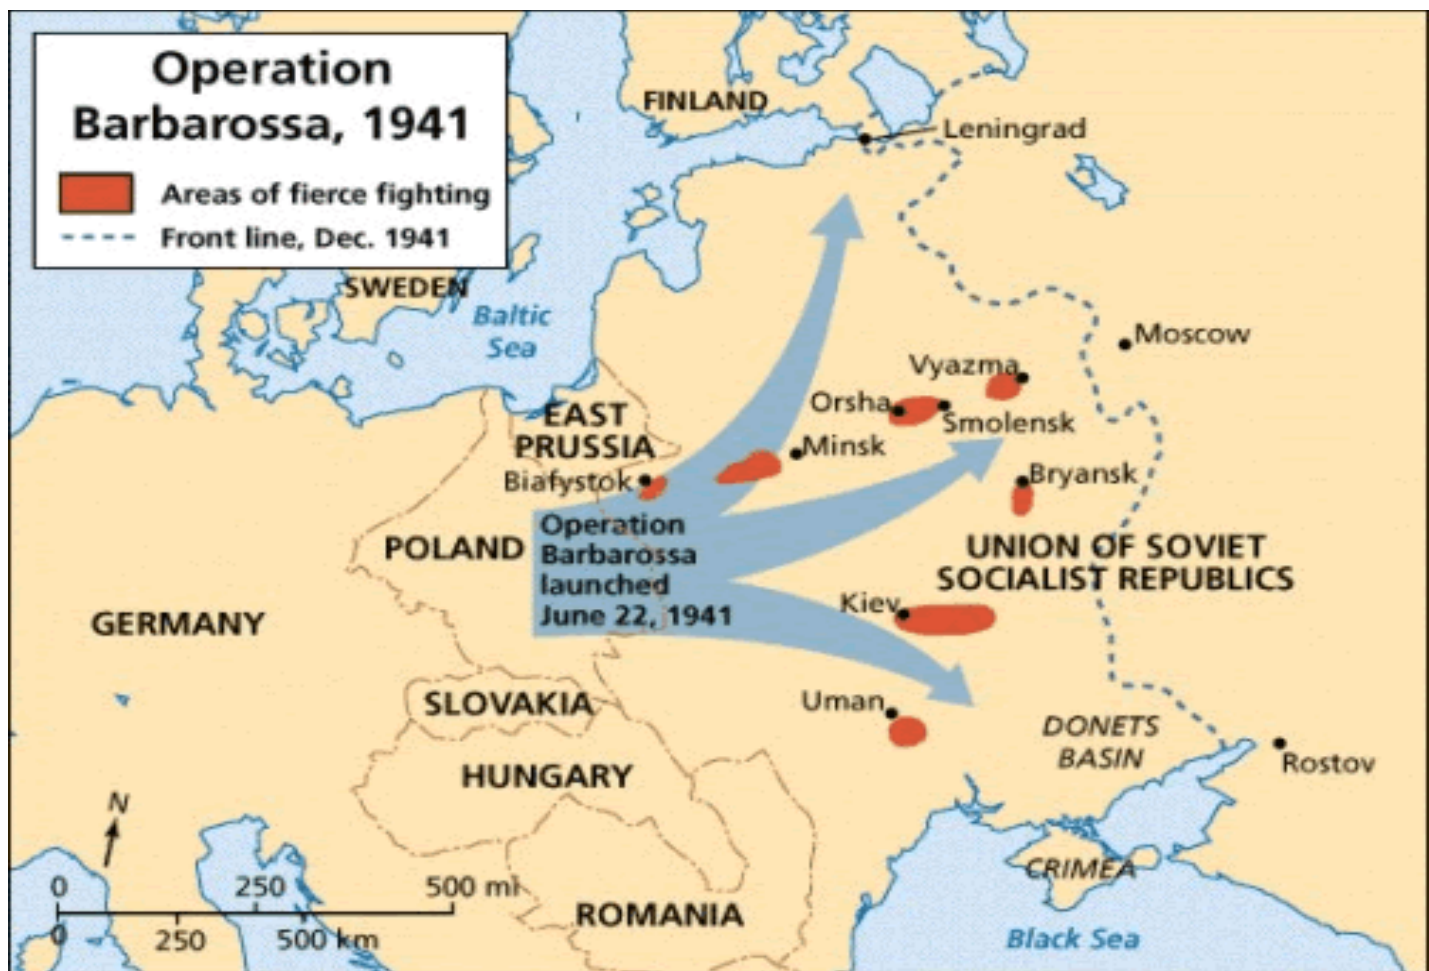 Operation
Barbarossa, 1941
Areas of fierce fighting
Front line, Dec. 1941
FINLAND
Leningrad
SWEDEN
Baltic
Sea
Moscow
Vyazma
Orsha
Smolensk
EAST
PRUSSIA
Minsk
Białystok
Bryansk
Operation
Barbarossa
launched
June 22, 1941
POLAND
UNION OF SOVIET
SOCIALIST REPUBLICS
Kiev
GERMANY
SLOVAKIA
Uman
DONETS
BASIN
HUNGARY
Rostov
N
CRIMEA
0 250 500 mi
0 250 500 km
ROMANIA
Black Sea